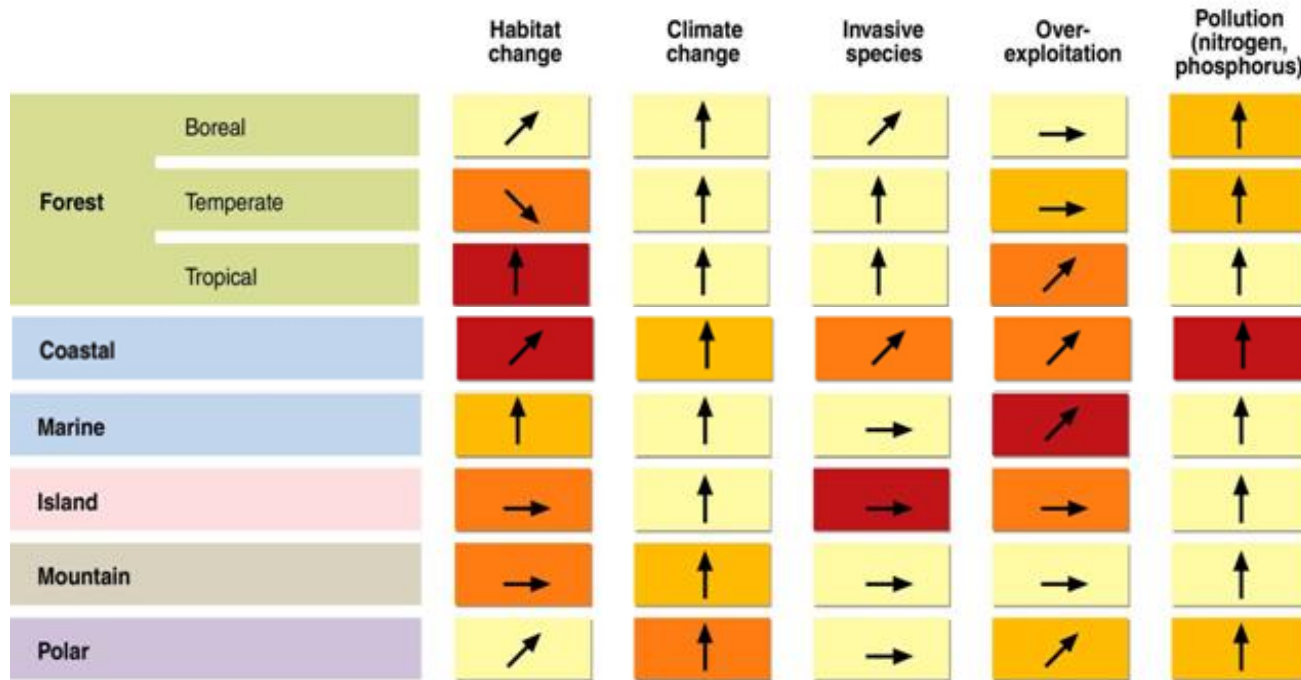 Habitat
change
Climate
change
Invasive
species
Over-
exploitation
Pollution
(nitrogen,
phosphorus)
Forest
Boreal
Temperate
Tropical
Coastal
Marine
Island
Mountain
Polar